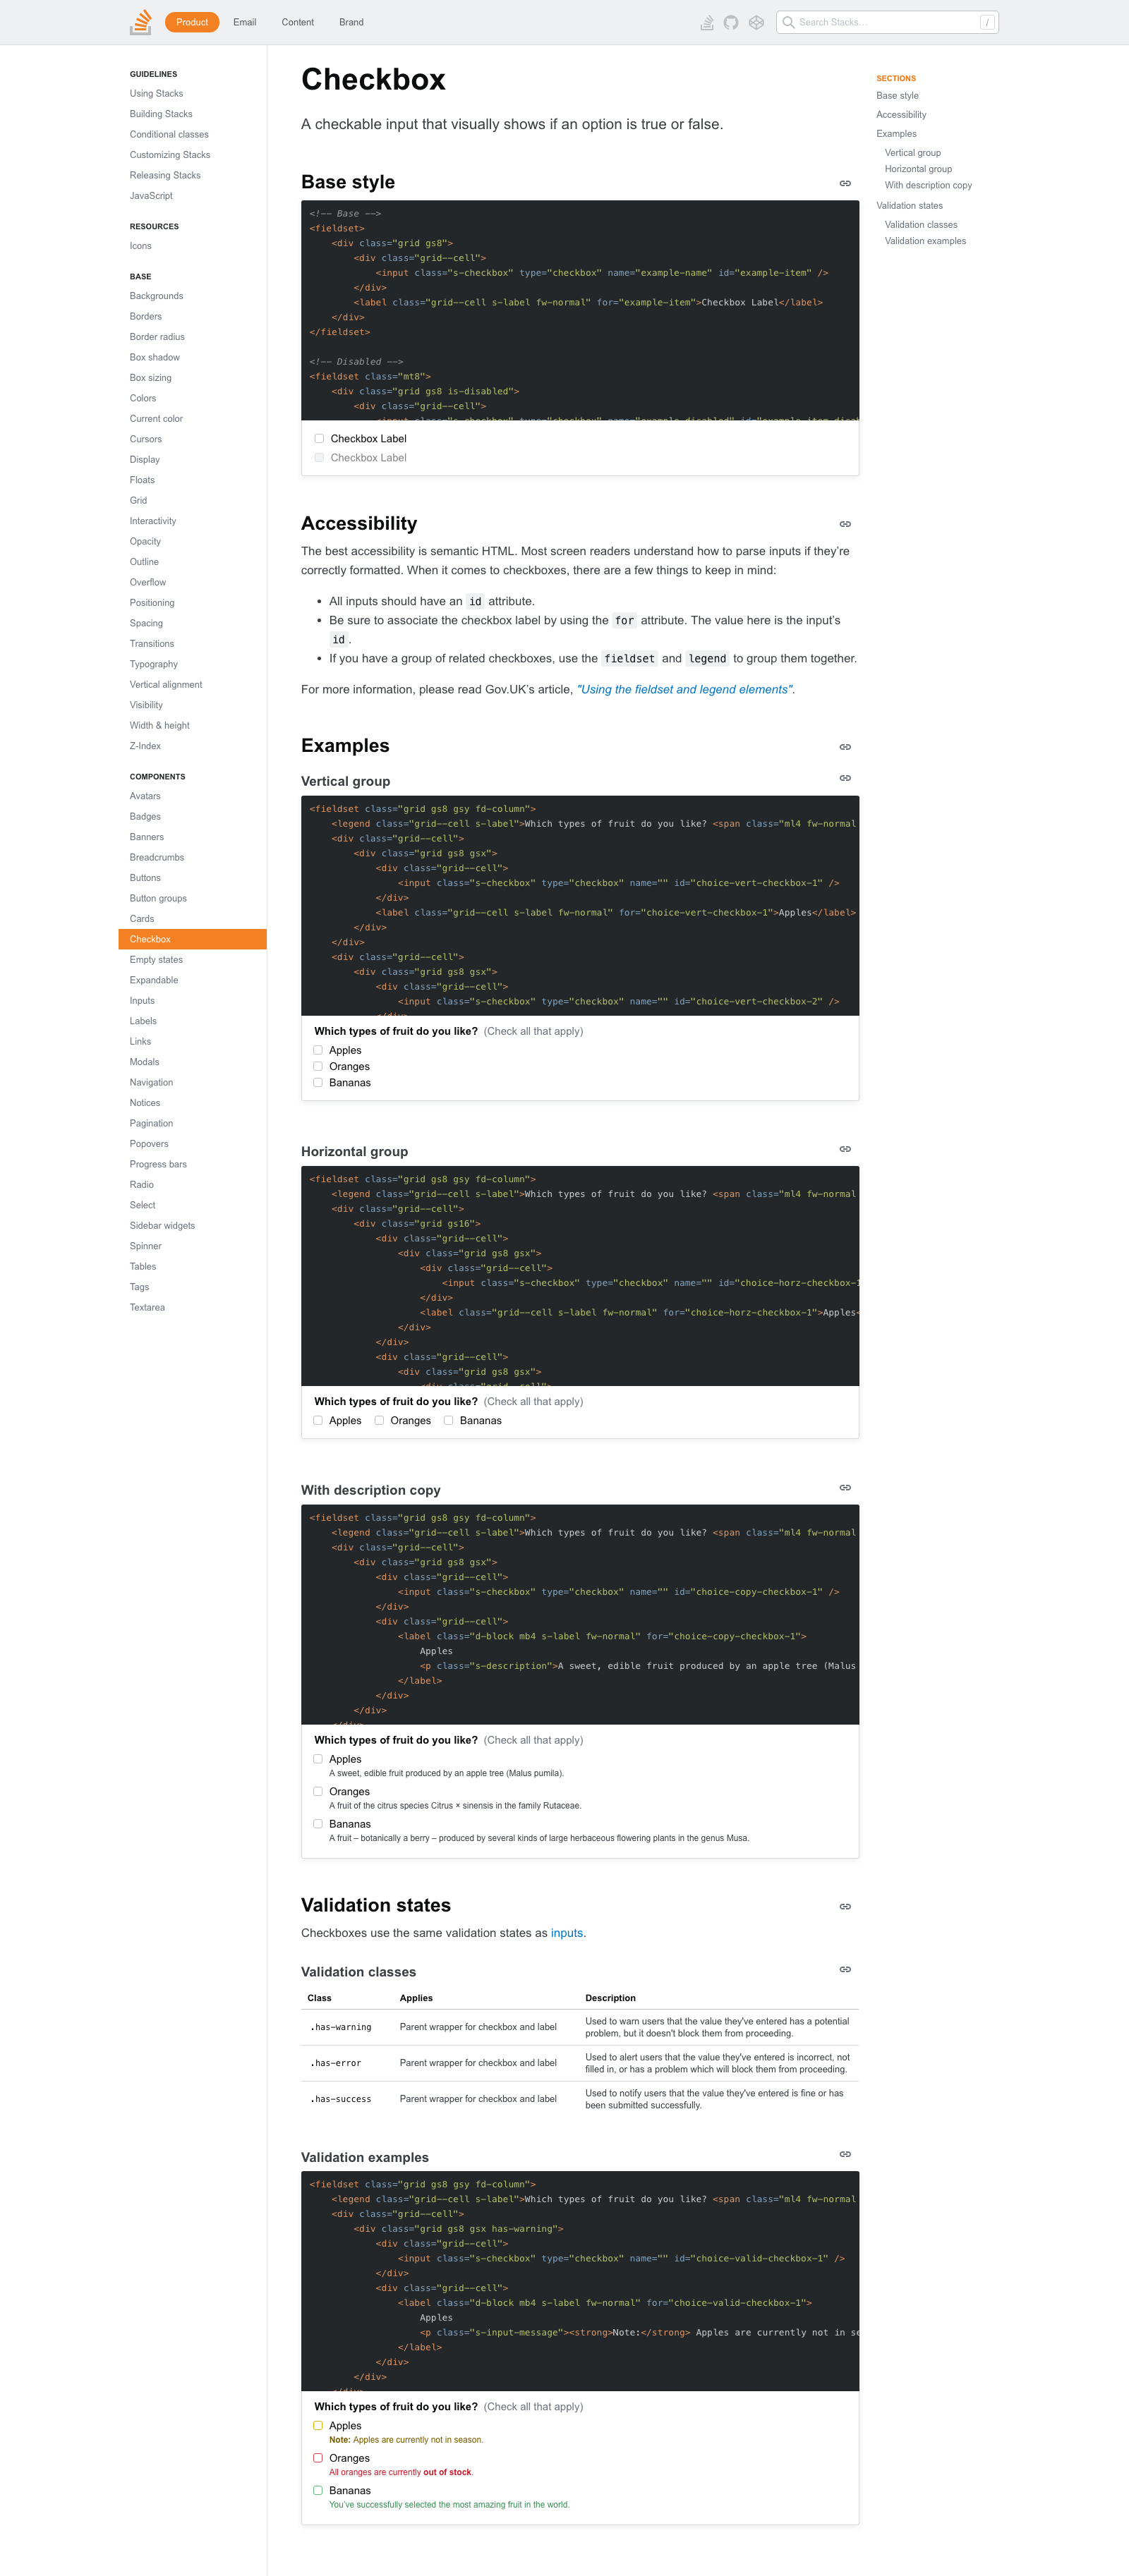 Product
Email
Content
Brand
Search Stacks...
/
GUIDELINES
Using Stacks
Building Stacks
Conditional classes
Customizing Stacks
Releasing Stacks
JavaScript
RESOURCES
Icons
BASE
Backgrounds
Borders
Border radius
Box shadow
Box sizing
Colors
Current color
Cursors
Display
Floats
Grid
Interactivity
Opacity
Outline
Overflow
Positioning
Spacing
Transitions
Typography
Vertical alignment
Visibility
Width & height
Z-Index
COMPONENTS
Avatars
Badges
Banners
Breadcrumbs
Buttons
Button groups
Cards
Checkbox
Empty states
Expandable
Inputs
Labels
Links
Modals
Navigation
Notices
Pagination
Popovers
Progress bars
Radio
Select
Sidebar widgets
Spinner
Tables
Tags
Textarea
Checkbox
A checkable input that visually shows if an option is true or false.
Base style
<!-- Base -->
<fieldset>
<div class="grid gs8">
<div class="grid--cell">
<input class="s-checkbox" type="checkbox" name="example-name" id="example-item" />
</div>
<label class="grid--cell s-label fw-normal" for="example-item">Checkbox Label</label>
</div>
</fieldset>
<!-- Disabled -->
<fieldset class="mt8">
<div class="grid gs8 is-disabled">
<div class="grid--cell">
Checkbox Label
Checkbox Label
Accessibility
The best accessibility is semantic HTML. Most screen readers understand how to parse inputs if they're
correctly formatted. When it comes to checkboxes, there are a few things to keep in mind:
• All inputs should have an id attribute.
• Be sure to associate the checkbox label by using the for attribute. The value here is the input's
id .
• If you have a group of related checkboxes, use the fieldset and legend to group them together.
For more information, please read Gov.UK's article, "Using the fieldset and legend elements".
Examples
Vertical group
<fieldset class="grid gs8 gsy fd-column">
<legend class="grid--cell s-label">Which types of fruit do you like? <span class="ml4 fw-normal
<div class="grid--cell">
<div class="grid gs8 gsx">
<div class="grid--cell">
<input class="s-checkbox" type="checkbox" name="" id="choice-vert-checkbox-1" />
</div>
<label class="grid--cell s-label fw-normal" for="choice-vert-checkbox-1">Apples</label>
</div>
</div>
<div class="grid--cell">
<div class="grid gs8 gsx">
<div class="grid--cell">
<input class="s-checkbox" type="checkbox" name="" id="choice-vert-checkbox-2" />
Which types of fruit do you like? (Check all that apply)
Apples
Oranges
Bananas
Horizontal group
<fieldset class="grid gs8 gsy fd-column">
<legend class="grid--cell s-label">Which types of fruit do you like? <span class="ml4 fw-normal
<div class="grid--cell">
<div class="grid gs16">
<div class="grid--cell">
<div class="grid gs8 gsx">
<div class="grid--cell">
<input class="s-checkbox" type="checkbox" name="" id="choice-horz-checkbox-1
</div>
<label class="grid--cell s-label fw-normal" for="choice-horz-checkbox-1">Apples<
</div>
</div>
<div class="grid--cell">
<div class="grid gs8 gsx">
Which types of fruit do you like? (Check all that apply)
Apples Oranges Bananas
With description copy
<fieldset class="grid gs8 gsy fd-column">
<legend class="grid--cell s-label">Which types of fruit do you like? <span class="ml4 fw-normal
<div class="grid--cell">
<div class="grid gs8 gsx">
<div class="grid--cell">
<input class="s-checkbox" type="checkbox" name="" id="choice-copy-checkbox-1" />
</div>
<div class="grid--cell">
<label class="d-block mb4 s-label fw-normal" for="choice-copy-checkbox-1">
Apples
<p class="s-description">A sweet, edible fruit produced by an apple tree (Malus
</label>
</div>
</div>
Which types of fruit do you like? (Check all that apply)
Apples
A sweet, edible fruit produced by an apple tree (Malus pumila).
Oranges
A fruit of the citrus species Citrus × sinensis in the family Rutaceae.
Bananas
A fruit – botanically a berry – produced by several kinds of large herbaceous flowering plants in the genus Musa.
Validation states
Checkboxes use the same validation states as inputs.
Validation classes
Class Applies Description
.has-warning Parent wrapper for checkbox and label Used to warn users that the value they've entered has a potential
problem, but it doesn't block them from proceeding.
.has-error Parent wrapper for checkbox and label Used to alert users that the value they've entered is incorrect, not
filled in, or has a problem which will block them from proceeding.
.has-success Parent wrapper for checkbox and label Used to notify users that the value they've entered is fine or has
been submitted successfully.
Validation examples
<fieldset class="grid gs8 gsy fd-column">
<legend class="grid--cell s-label">Which types of fruit do you like? <span class="ml4 fw-normal
<div class="grid--cell">
<div class="grid gs8 gsx has-warning">
<div class="grid--cell">
<input class="s-checkbox" type="checkbox" name="" id="choice-valid-checkbox-1" />
</div>
<div class="grid--cell">
<label class="d-block mb4 s-label fw-normal" for="choice-valid-checkbox-1">
Apples
<p class="s-input-message"><strong>Note:</strong> Apples are currently not in se
</label>
</div>
</div>
Which types of fruit do you like? (Check all that apply)
Apples
Note: Apples are currently not in season.
Oranges
All oranges are currently out of stock.
Bananas
You've successfully selected the most amazing fruit in the world.
SECTIONS
Base style
Accessibility
Examples
Vertical group
Horizontal group
With description copy
Validation states
Validation classes
Validation examples